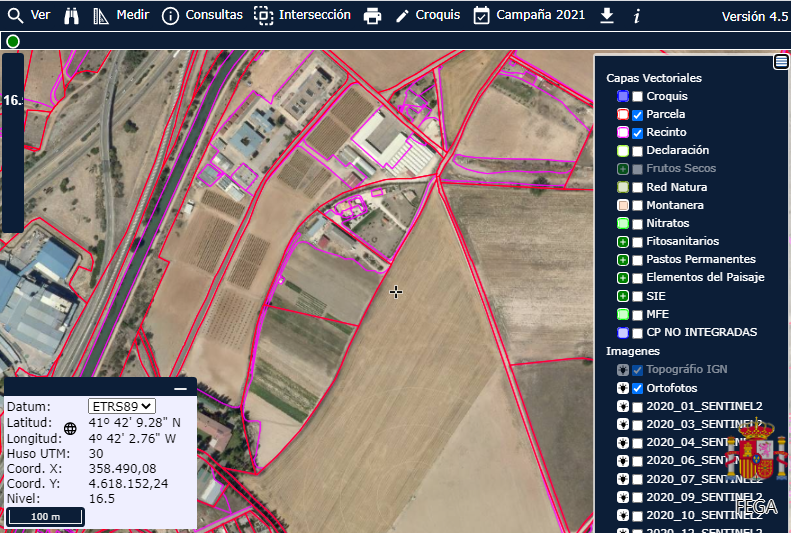 Ver Medir Consultas Intersección Croquis Campaña 2021 Versión 4.5
16.
Capas Vectoriales
Croquis
Parcela
Recinto
Declaración
Frutos Secos
Red Natura
Montanera
Nitratos
Fitosanitarios
Pastos Permanentes
Elementos del Paisaje
SIE
MFE
CP NO INTEGRADAS
Imagenes
Topográfio IGN
Ortofotos
2020_01_SENTINEL2
2020_03_SENTINEL2
2020_04_SENTINEL2
2020_06_SENTINEL2
2020_07_SENTINEL2
2020_09_SENTINEL2
2020_10_SENTINEL2
2020_12_SENTINEL2
FEGA
Datum: ETRS89
Latitud: 41º 42' 9.28" N
Longitud: 4º 42' 2.76" W
Huso UTM: 30
Coord. X: 358.490,08
Coord. Y: 4.618.152,24
Nivel: 16.5
100 m